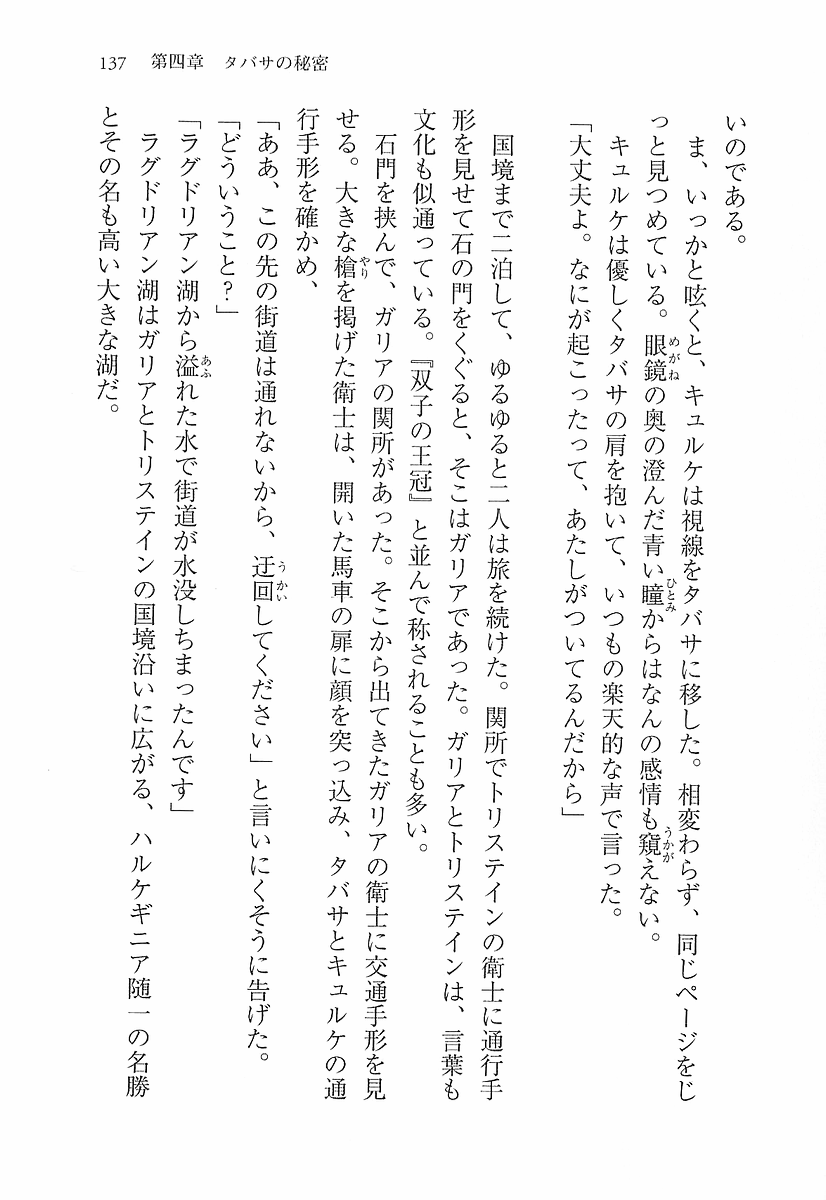 137　第四章　タバサの秘密
いのである。
　ま、いっかと呟くと、キュルケは視線をタバサに移した。相変わらず、同じページをじ
っと見つめている。眼鏡の奥の澄んだ青い瞳からはなんの感情も窺えない。
　キュルケは優しくタバサの肩を抱いて、いつもの楽天的な声で言った。
「大丈夫よ。なにが起こったって、あたしがついてるんだから」
　国境まで二泊して、ゆるゆると二人は旅を続けた。関所でトリステインの衛士に通行手
形を見せて石の門をくぐると、そこはガリアであった。ガリアとトリステインは、言葉も
文化も似通っている。『双子の王冠』と並んで称されることも多い。
　石門を挟んで、ガリアの関所があった。そこから出てきたガリアの衛士に交通手形を見
せる。大きな槍を掲げた衛士は、開いた馬車の扉に顔を突っ込み、タバサとキュルケの通
行手形を確かめ、
「ああ、この先の街道は通れないから、迂回してください」と言いにくそうに告げた。
「どういうこと？」
「ラグドリアン湖から溢れた水で街道が水没しちまったんです」
　ラグドリアン湖はガリアとトリステインの国境沿いに広がる、ハルケギニア随一の名勝
とその名も高い大きな湖だ。